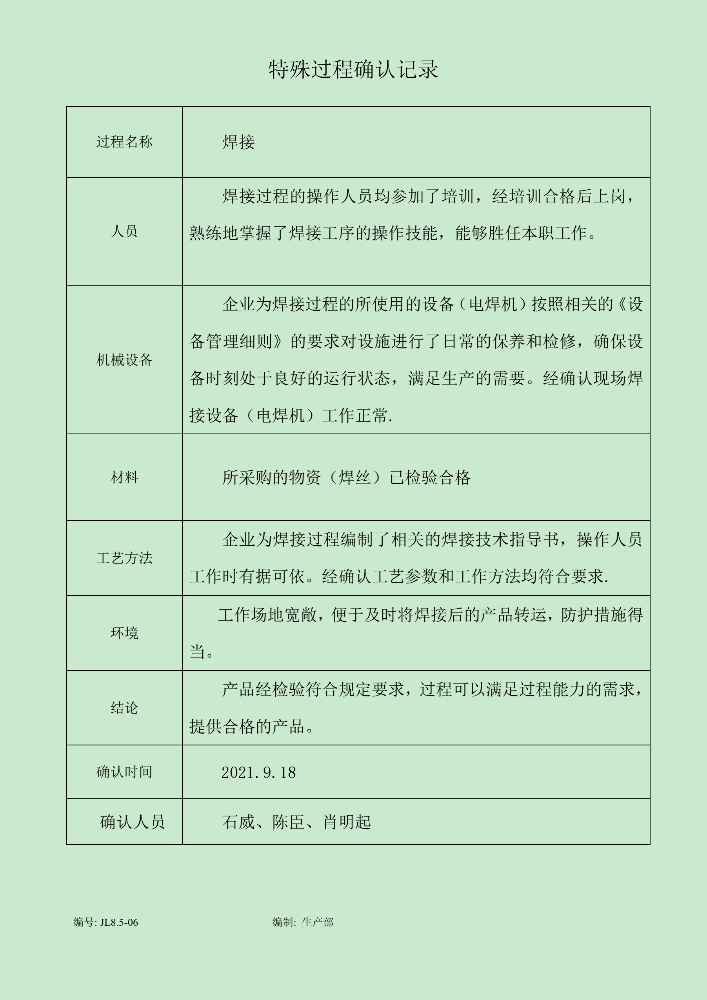 特殊过程确认记录
过程名称
焊接
人员
焊接过程的操作人员均参加了培训，经培训合格后上岗，
熟练地掌握了焊接工序的操作技能，能够胜任本职工作。
机械设备
企业为焊接过程的所使用的设备（电焊机）按照相关的《设
备管理细则》的要求对设施进行了日常的保养和检修，确保设
备时刻处于良好的运行状态，满足生产的需要。经确认现场焊
接设备（电焊机）工作正常.
材料
所采购的物资（焊丝）已检验合格
工艺方法
企业为焊接过程编制了相关的焊接技术指导书，操作人员
工作时有据可依。经确认工艺参数和工作方法均符合要求.
环境
工作场地宽敞，便于及时将焊接后的产品转运，防护措施得
当。
结论
产品经检验符合规定要求，过程可以满足过程能力的需求，
提供合格的产品。
确认时间
2021.9.18
确认人员
石威、陈臣、肖明起
编号: JL8.5-06 编制: 生产部